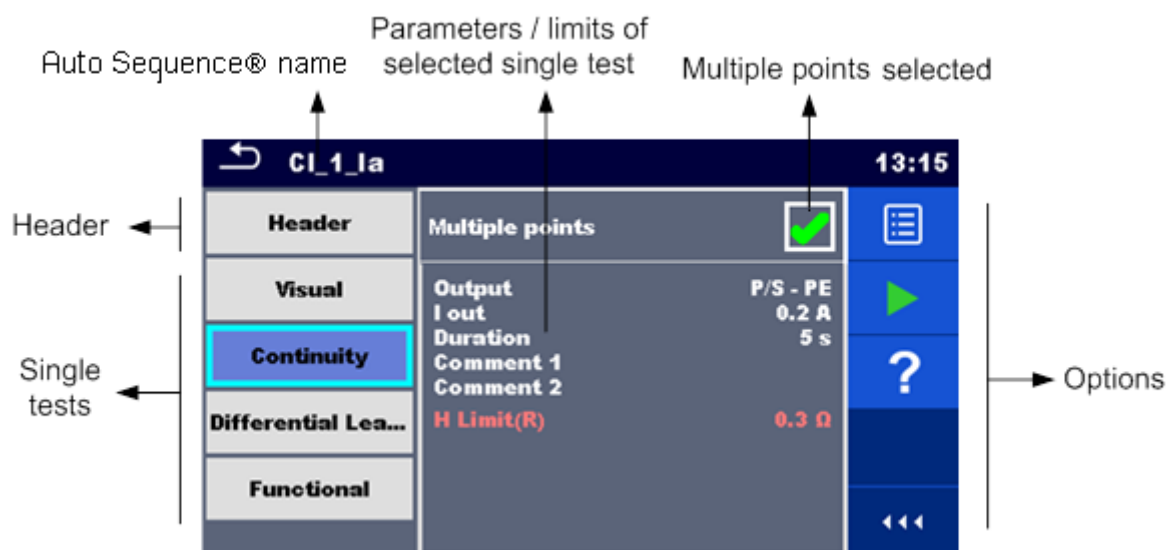 Parameters / limits of
selected single test
Auto Sequence® name
Multiple points selected
CI_1_Ia
13:15
Header
Header
Multiple points
Single
tests
Visual
Continuity
Differential Lea...
Functional
Output P/S - PE
I out 0.2 A
Duration 5 s
Comment 1
Comment 2
H Limit(R) 0.3 Ω
?
Options